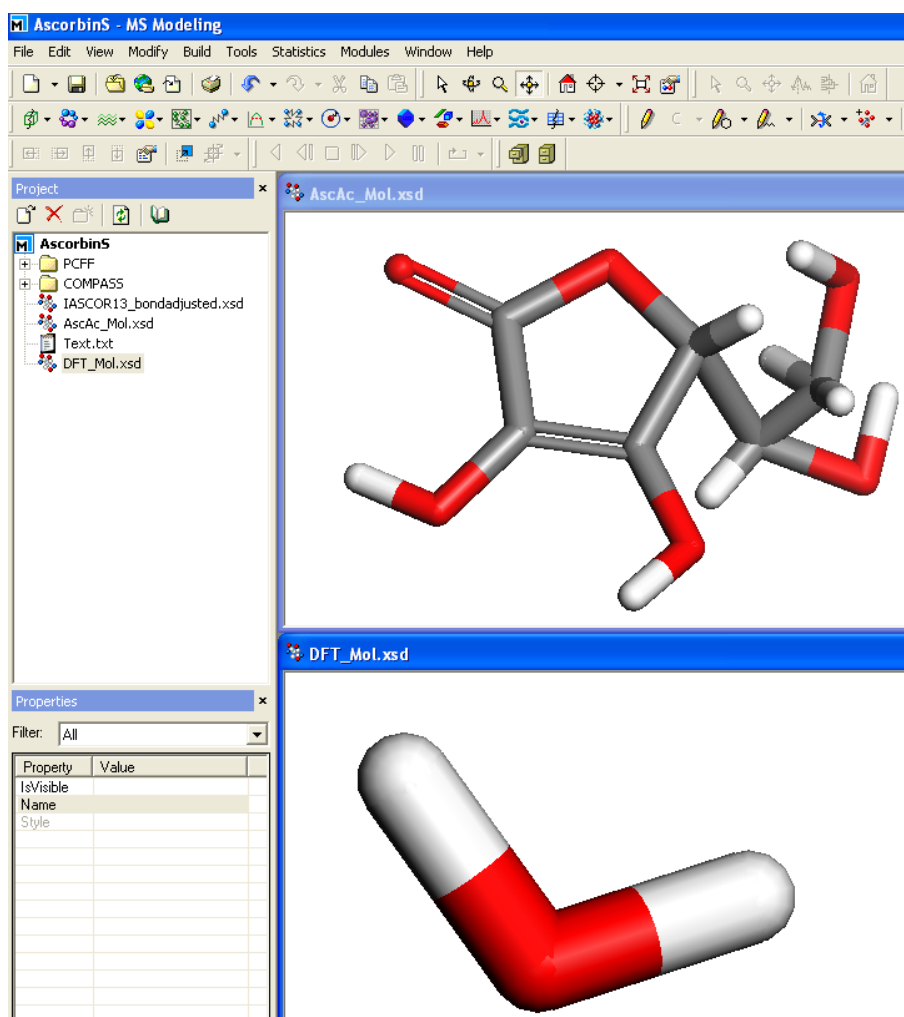 AscorbinS - MS Modeling
File Edit View Modify Build Tools Statistics Modules Window Help
Project
AscorbinS
PCFF
COMPASS
IASCOR13_bondadjusted.xsd
AscAc_Mol.xsd
Text.txt
DFT_Mol.xsd
AscAc_Mol.xsd
DFT_Mol.xsd
Properties
Filter: All
Property Value
IsVisible
Name
Style